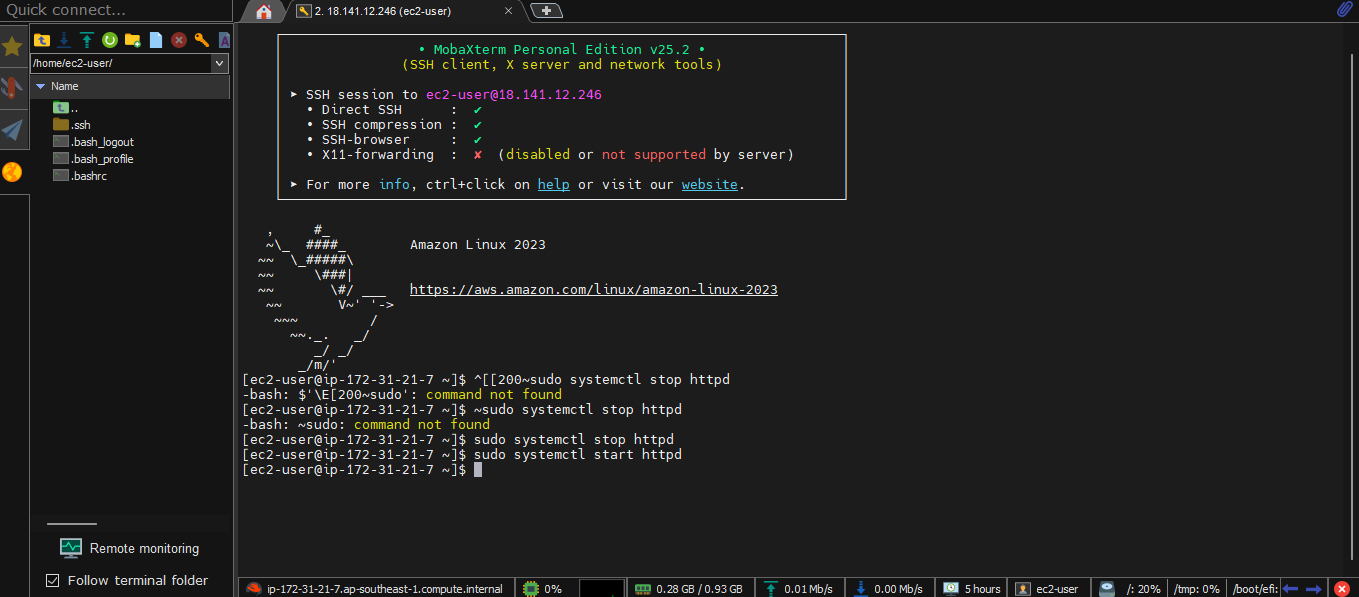 Quick connect...
2. 18.141.12.246 (ec2-user)
/home/ec2-user/
Name
..
.ssh
.bash_logout
.bash_profile
.bashrc
• MobaXterm Personal Edition v25.2 •
(SSH client, X server and network tools)
➤ SSH session to ec2-user@18.141.12.246
• Direct SSH      :  ✔
• SSH compression :  ✔
• SSH-browser     :  ✔
• X11-forwarding  :  ✘  (disabled or not supported by server)
➤ For more info, ctrl+click on help or visit our website.
   ,     #_
   ~\_  ####_        Amazon Linux 2023
  ~~  \_#####\
  ~~     \###|
  ~~       \#/ ___   https://aws.amazon.com/linux/amazon-linux-2023
   ~~       V~' '->
    ~~~         /
      ~~._.   _/
         _/ _/
       _/m/'
[ec2-user@ip-172-31-21-7 ~]$ ^[[200~sudo systemctl stop httpd
-bash: $'\E[200~sudo': command not found
[ec2-user@ip-172-31-21-7 ~]$ ~sudo systemctl stop httpd
-bash: ~sudo: command not found
[ec2-user@ip-172-31-21-7 ~]$ sudo systemctl stop httpd
[ec2-user@ip-172-31-21-7 ~]$ sudo systemctl start httpd
[ec2-user@ip-172-31-21-7 ~]$
Remote monitoring
Follow terminal folder
ip-172-31-21-7.ap-southeast-1.compute.internal 0% 0.28 GB / 0.93 GB 0.01 Mb/s 0.00 Mb/s 5 hours ec2-user /: 20% /tmp: 0% /boot/efi: